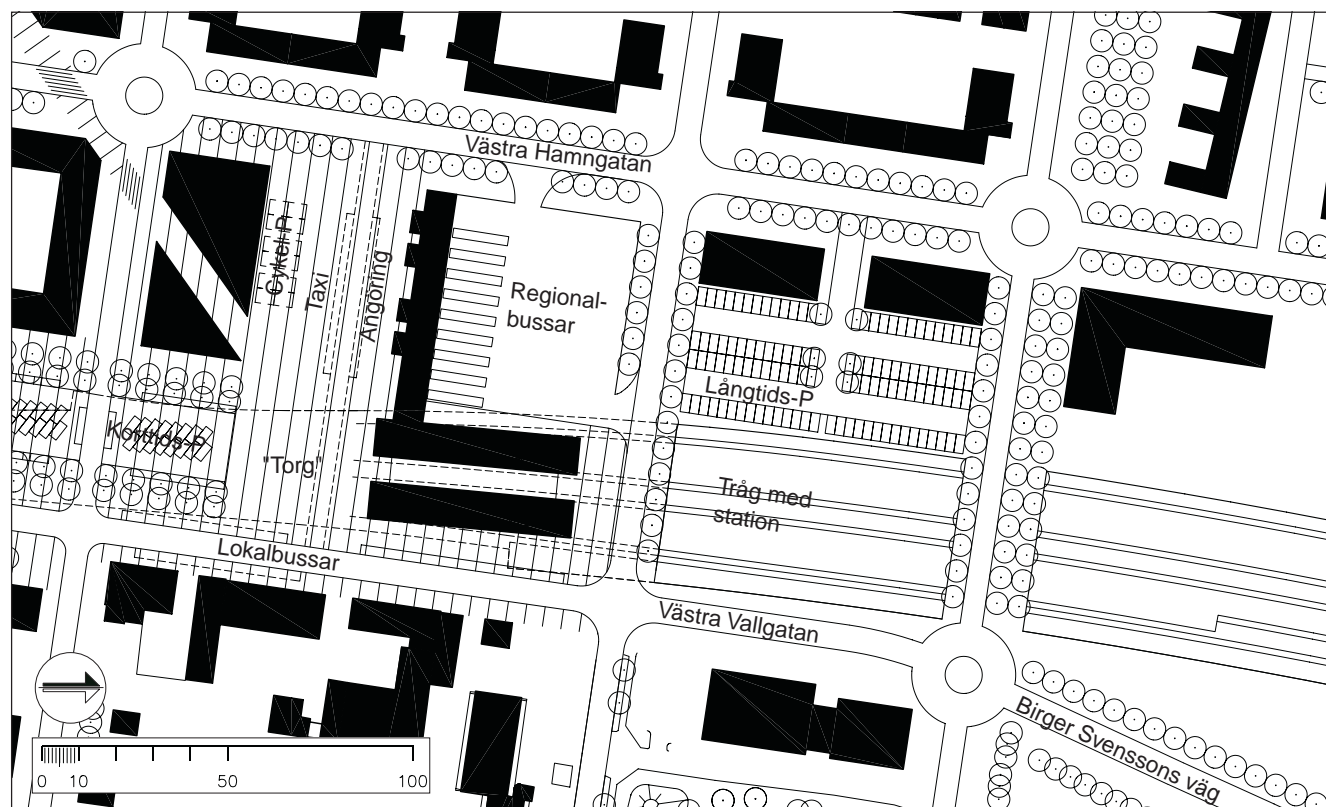 Västra Hamngatan
Cykel-P
Taxi
Angöring
Regional-
bussar
Långtids-P
Korttids-P
"Torg"
Tråg med
station
Lokalbussar
Västra Vallgatan
Birger Svenssons väg
0 10 50 100